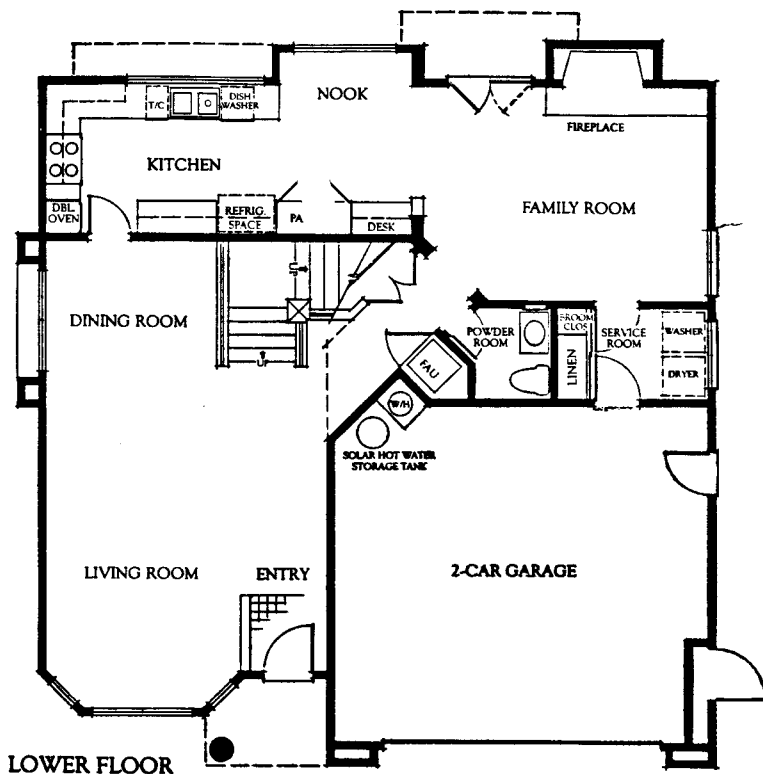 NOOK
T/C
DISH
WASHER
FIREPLACE
KITCHEN
FAMILY ROOM
DBL.
OVEN
REFRIG.
SPACE
PA
DESK
UP
UP
UP
DINING ROOM
POWDER
ROOM
BROOM
CLOS
SERVICE
ROOM
WASHER
LINEN
DRYER
FAU
W/H
SOLAR HOT WATER
STORAGE TANK
LIVING ROOM
ENTRY
2-CAR GARAGE
LOWER FLOOR